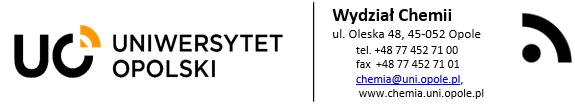 UO UNIWERSYTET
OPOLSKI
Wydział Chemii
ul. Oleska 48, 45-052 Opole
tel. +48 77 452 71 00
fax +48 77 452 71 01
chemia@uni.opole.pl,
www.chemia.uni.opole.pl